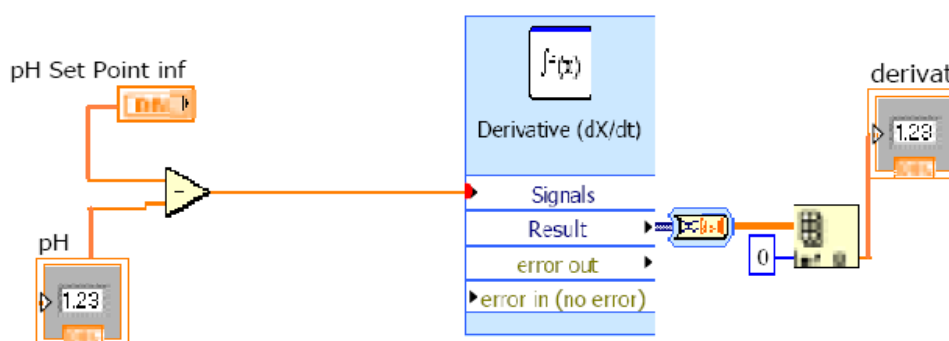 pH Set Point inf
derivat
1.23
Derivative (dX/dt)
Signals
pH
Result
0
error out
1.23
error in (no error)